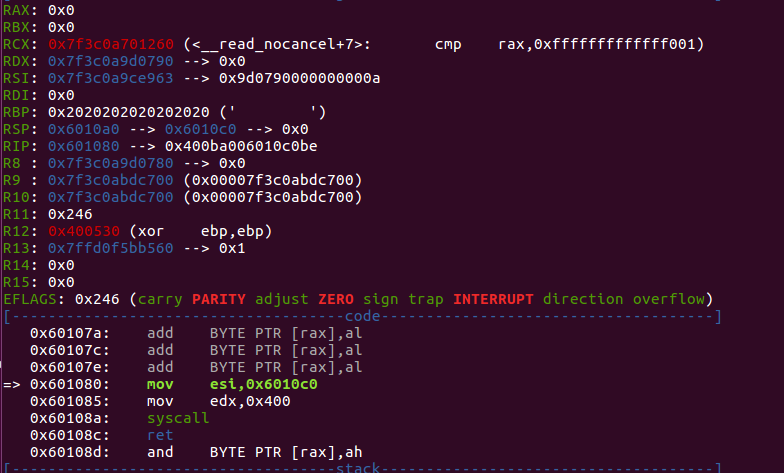 RAX: 0x0
RBX: 0x0
RCX: 0x7f3c0a701260 (<__read_nocancel+7>:        cmp    rax,0xfffffffffffff001)
RDX: 0x7f3c0a9d0790 --> 0x0
RSI: 0x7f3c0a9ce963 --> 0x9d0790000000000a
RDI: 0x0
RBP: 0x2020202020202020 ('        ')
RSP: 0x6010a0 --> 0x6010c0 --> 0x0
RIP: 0x601080 --> 0x400ba006010c0be
R8 : 0x7f3c0a9d0780 --> 0x0
R9 : 0x7f3c0abdc700 (0x00007f3c0abdc700)
R10: 0x7f3c0abdc700 (0x00007f3c0abdc700)
R11: 0x246
R12: 0x400530 (xor    ebp,ebp)
R13: 0x7ffd0f5bb560 --> 0x1
R14: 0x0
R15: 0x0
EFLAGS: 0x246 (carry PARITY adjust ZERO sign trap INTERRUPT direction overflow)
[-------------------------------------code-------------------------------------]
   0x60107a:    add    BYTE PTR [rax],al
   0x60107c:    add    BYTE PTR [rax],al
   0x60107e:    add    BYTE PTR [rax],al
=> 0x601080:    mov    esi,0x6010c0
   0x601085:    mov    edx,0x400
   0x60108a:    syscall
   0x60108c:    ret
   0x60108d:    and    BYTE PTR [rax],ah
[------------------------------------stack-------------------------------------]